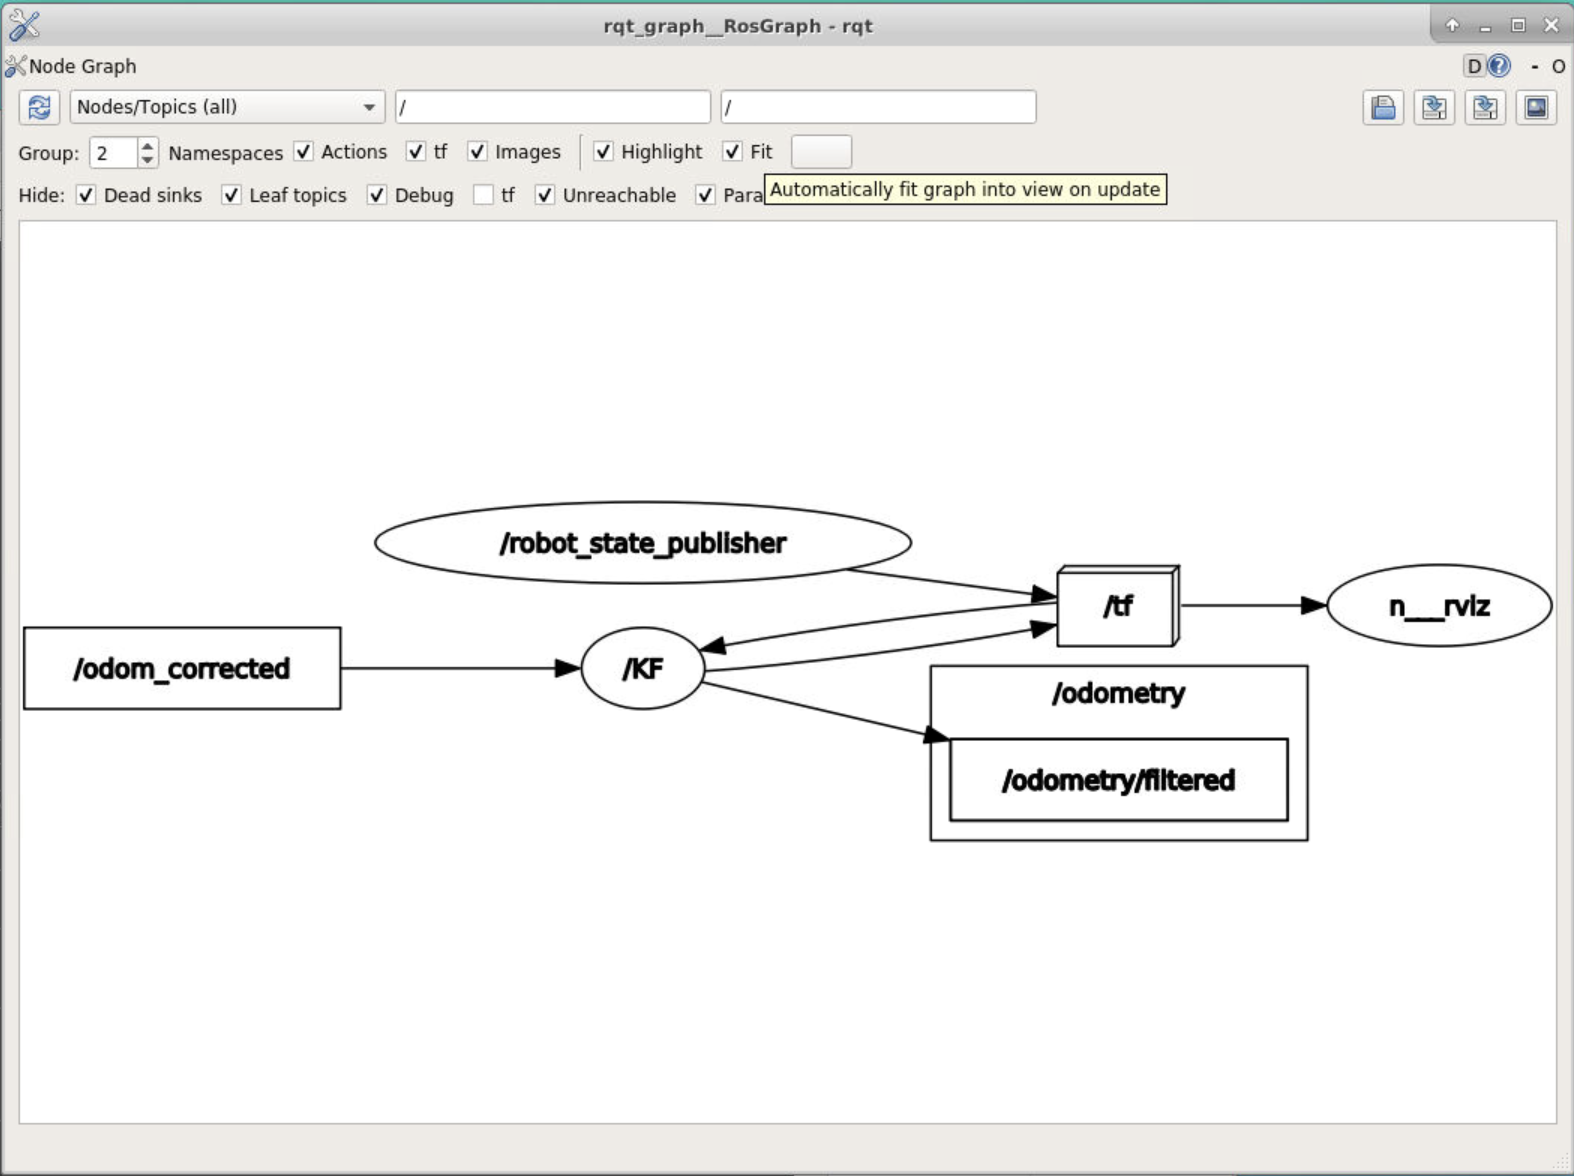 rqt_graph__RosGraph - rqt
Node Graph
D
- O
Nodes/Topics (all)
/
/
Group: 2 Namespaces Actions tf Images Highlight Fit
Automatically fit graph into view on update
Hide: Dead sinks Leaf topics Debug tf Unreachable Para
/robot_state_publisher
/tf
n___rviz
/odom_corrected
/KF
/odometry
/odometry/filtered